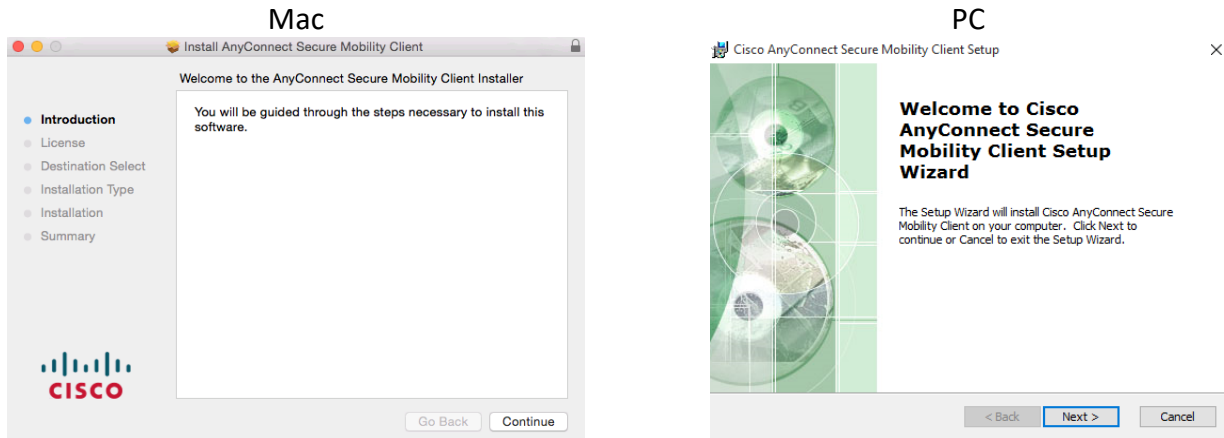 Mac
Install AnyConnect Secure Mobility Client
Welcome to the AnyConnect Secure Mobility Client Installer
Introduction
License
Destination Select
Installation Type
Installation
Summary
You will be guided through the steps necessary to install this
software.
CISCO
Go Back
Continue
PC
Cisco AnyConnect Secure Mobility Client Setup
Welcome to Cisco
AnyConnect Secure
Mobility Client Setup
Wizard
The Setup Wizard will install Cisco AnyConnect Secure
Mobility Client on your computer. Click Next to
continue or Cancel to exit the Setup Wizard.
< Back
Next >
Cancel